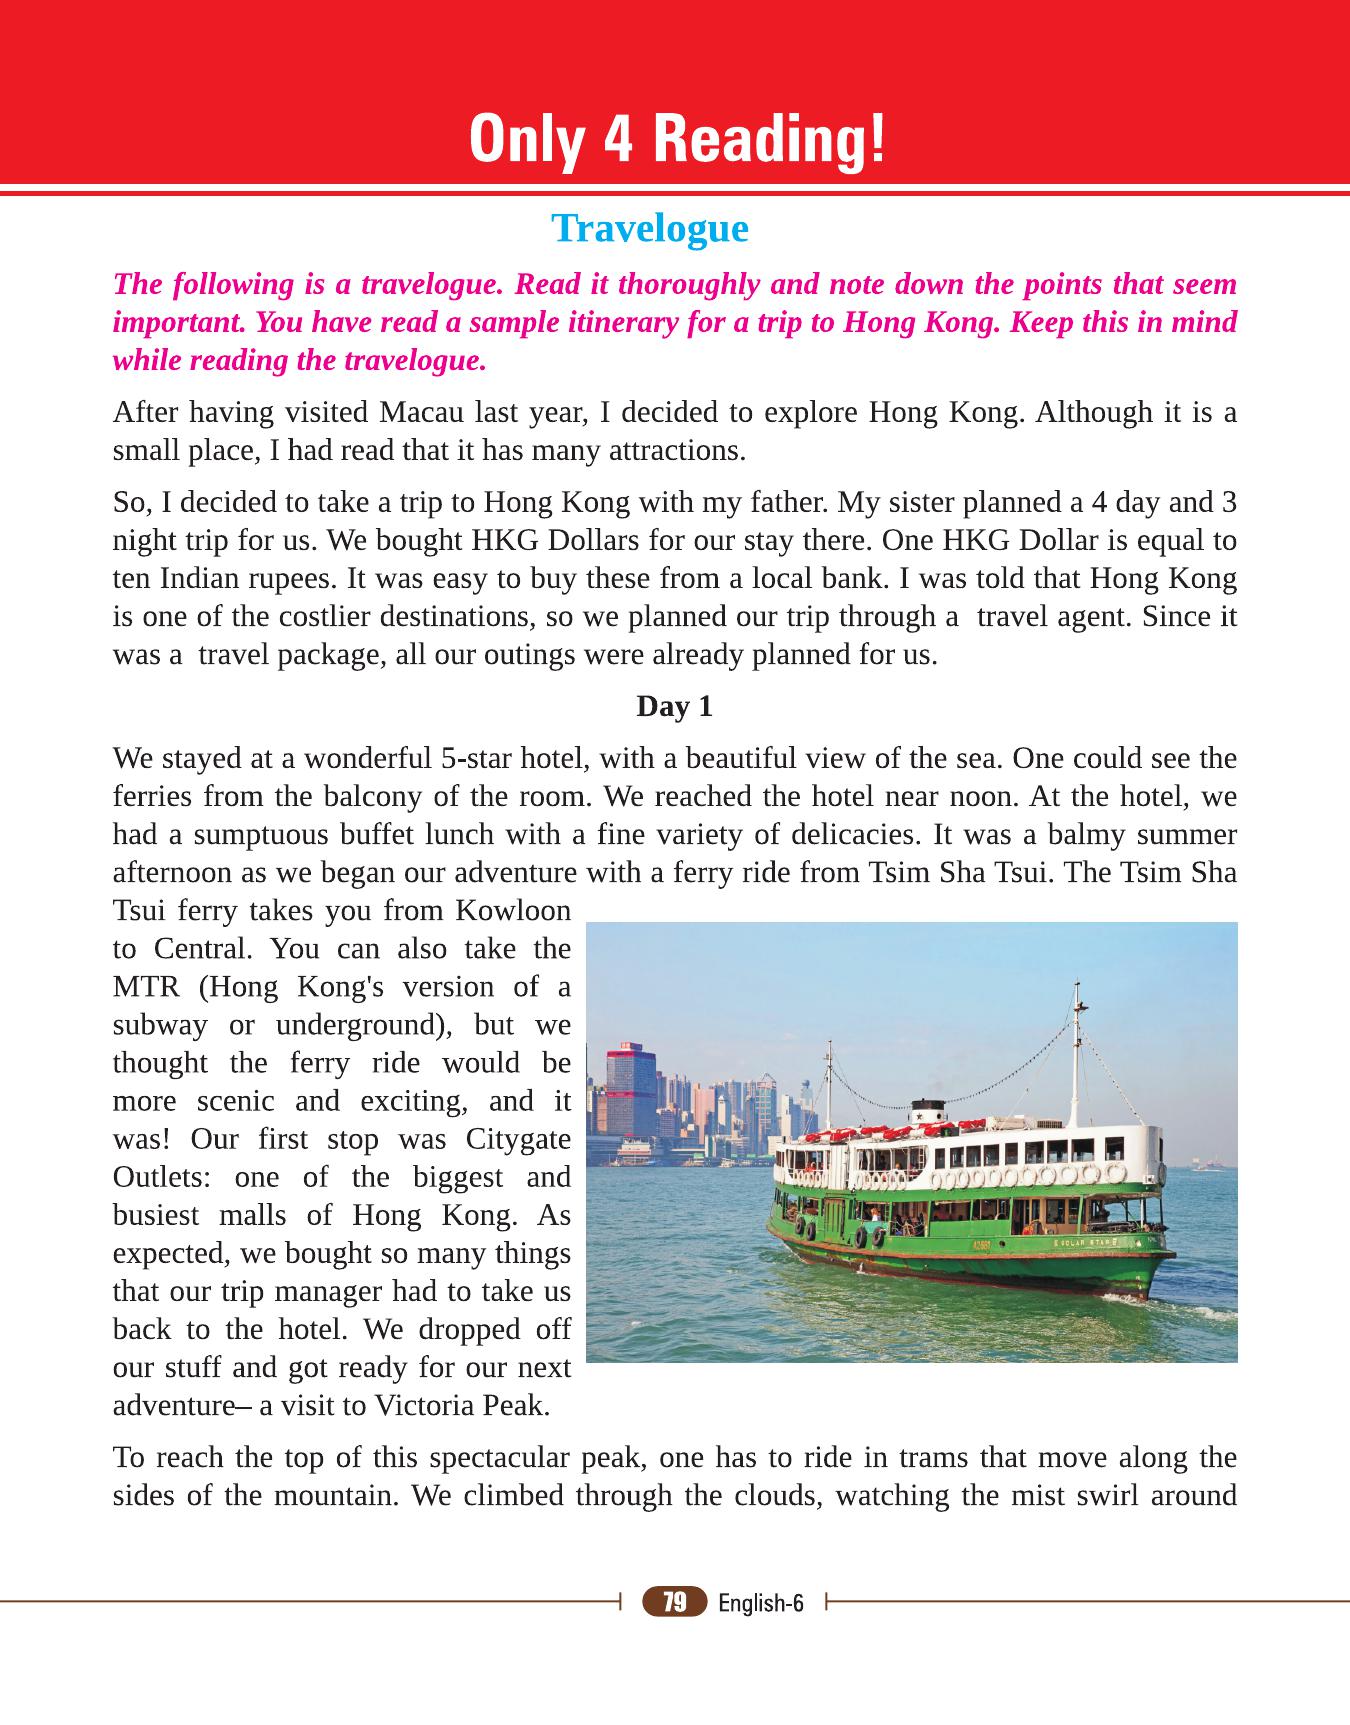 Only 4 Reading!
Travelogue
The following is a travelogue. Read it thoroughly and note down the points that seem
important. You have read a sample itinerary for a trip to Hong Kong. Keep this in mind
while reading the travelogue.
After having visited Macau last year, I decided to explore Hong Kong. Although it is a
small place, I had read that it has many attractions.
So, I decided to take a trip to Hong Kong with my father. My sister planned a 4 day and 3
night trip for us. We bought HKG Dollars for our stay there. One HKG Dollar is equal to
ten Indian rupees. It was easy to buy these from a local bank. I was told that Hong Kong
is one of the costlier destinations, so we planned our trip through a travel agent. Since it
was a travel package, all our outings were already planned for us.
Day 1
We stayed at a wonderful 5-star hotel, with a beautiful view of the sea. One could see the
ferries from the balcony of the room. We reached the hotel near noon. At the hotel, we
had a sumptuous buffet lunch with a fine variety of delicacies. It was a balmy summer
afternoon as we began our adventure with a ferry ride from Tsim Sha Tsui. The Tsim Sha
Tsui ferry takes you from Kowloon
to Central. You can also take the
MTR (Hong Kong's version of a
subway or underground), but we
thought the ferry ride would be
more scenic and exciting, and it
was! Our first stop was Citygate
Outlets: one of the biggest and
busiest malls of Hong Kong. As
expected, we bought so many things
that our trip manager had to take us
back to the hotel. We dropped off
our stuff and got ready for our next
adventure– a visit to Victoria Peak.
SOLAR STAR
To reach the top of this spectacular peak, one has to ride in trams that move along the
sides of the mountain. We climbed through the clouds, watching the mist swirl around
79 English-6